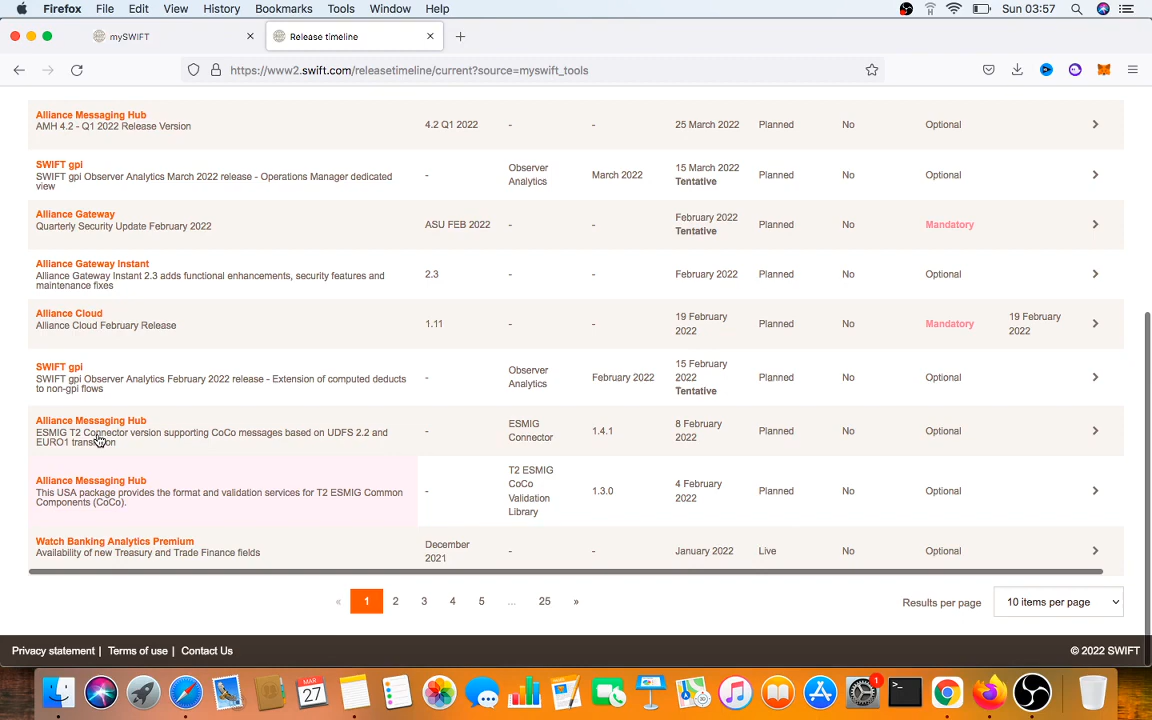 Firefox File Edit View History Bookmarks Tools Window Help Sun 03:57
mySWIFT Release timeline
https://www2.swift.com/releasetimeline/current?source=myswift_tools
Alliance Messaging Hub
AMH 4.2 - Q1 2022 Release Version 4.2 Q1 2022 - - 25 March 2022 Planned No Optional
SWIFT gpi
SWIFT gpi Observer Analytics March 2022 release - Operations Manager dedicated
view
-
Observer
Analytics
March 2022
15 March 2022
Tentative
Planned No Optional
Alliance Gateway
Quarterly Security Update February 2022
ASU FEB 2022 - -
February 2022
Tentative
Planned No Mandatory
Alliance Gateway Instant
Alliance Gateway Instant 2.3 adds functional enhancements, security features and
maintenance fixes
2.3 - - February 2022 Planned No Optional
Alliance Cloud
Alliance Cloud February Release
1.11 - -
19 February
2022
Planned No Mandatory
19 February
2022
SWIFT gpi
SWIFT gpi Observer Analytics February 2022 release - Extension of computed deducts
to non-gpi flows
-
Observer
Analytics
February 2022
15 February
2022
Tentative
Planned No Optional
Alliance Messaging Hub
ESMIG T2 Connector version supporting CoCo messages based on UDFS 2.2 and
EURO1
-
ESMIG
Connector
1.4.1
8 February
2022
Planned No Optional
Alliance Messaging Hub
This USA package provides the format and validation services for T2 ESMIG Common
Components (CoCo).
-
T2 ESMIG
CoCo
Validation
Library
1.3.0
4 February
2022
Planned No Optional
Watch Banking Analytics Premium
Availability of new Treasury and Trade Finance fields
December
2021
- - January 2022 Live No Optional
« 1 2 3 4 5 ... 25 » Results per page 10 items per page
Privacy statement | Terms of use | Contact Us © 2022 SWIFT
MAR
27
1